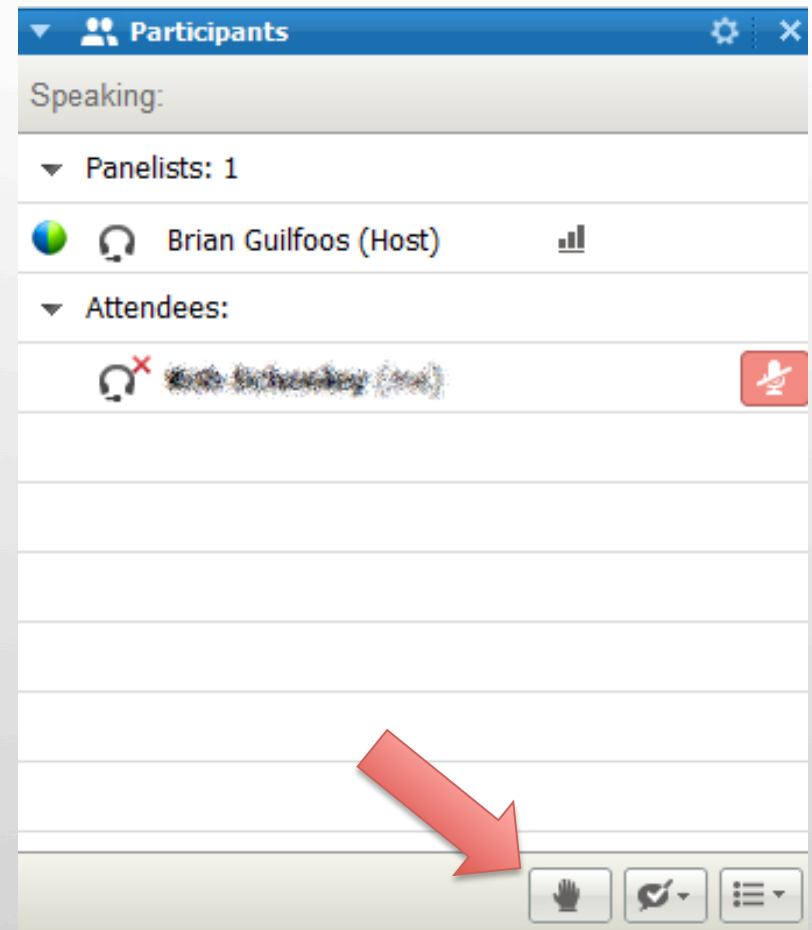 Participants
Speaking:
Panelists: 1
Brian Guilfoos (Host)
Attendees: